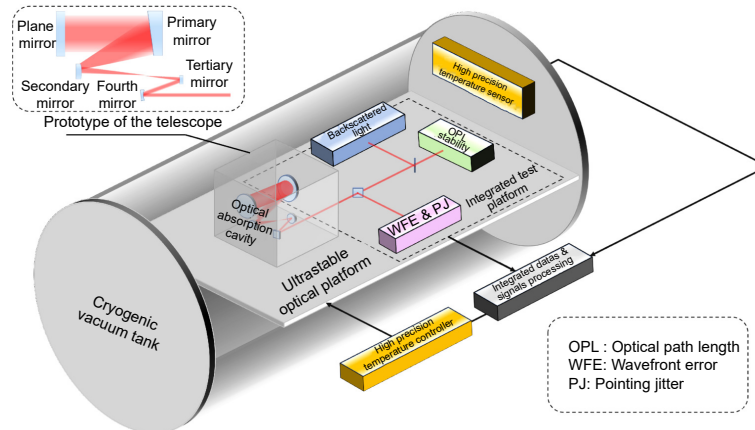 Plane
mirror
Primary
mirror
Secondary
mirror
Fourth
mirror
Tertiary
mirror
Prototype of the telescope
High precision
temperature sensor
Backscattered
light
OPL
stability
Optical
absorption
cavity
WFE & PJ
Integrated test
platform
Ultrastable
optical platform
Cryogenic
vacuum tank
Integrated datas &
signals processing
High precision
temperature controller
OPL : Optical path length
WFE: Wavefront error
PJ: Pointing jitter